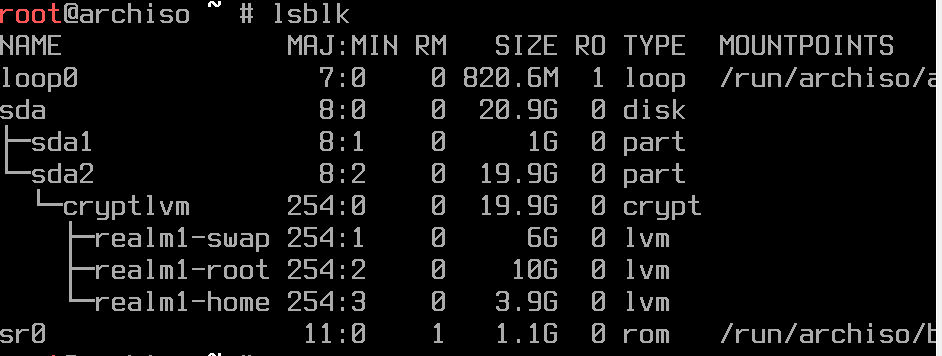 root@archiso ~ # lsblk
NAME               MAJ:MIN RM   SIZE RO TYPE  MOUNTPOINTS
loop0                7:0    0 820.6M  1 loop  /run/archiso/a
sda                  8:0    0  20.9G  0 disk
├─sda1               8:1    0     1G  0 part
└─sda2               8:2    0  19.9G  0 part
  └─cryptlvm       254:0    0  19.9G  0 crypt
    ├─realm1-swap 254:1    0     6G  0 lvm
    ├─realm1-root 254:2    0    10G  0 lvm
    └─realm1-home 254:3    0   3.9G  0 lvm
sr0                 11:0    1   1.1G  0 rom   /run/archiso/b